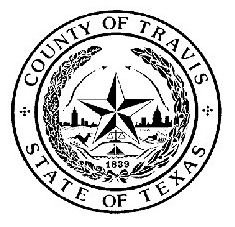 COUNTY OF TRAVIS
1839
STATE OF TEXAS